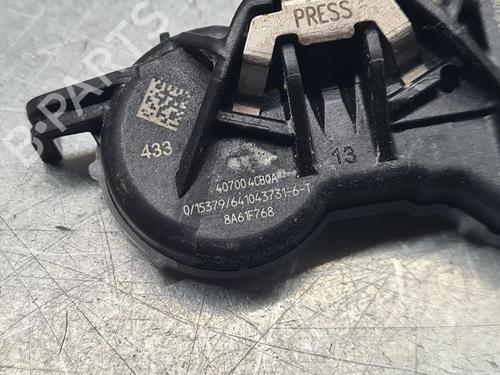 PRESS
433
13
40700 4CB0A
0/15379/641043731-6-T
8A61F768
B-PARTS